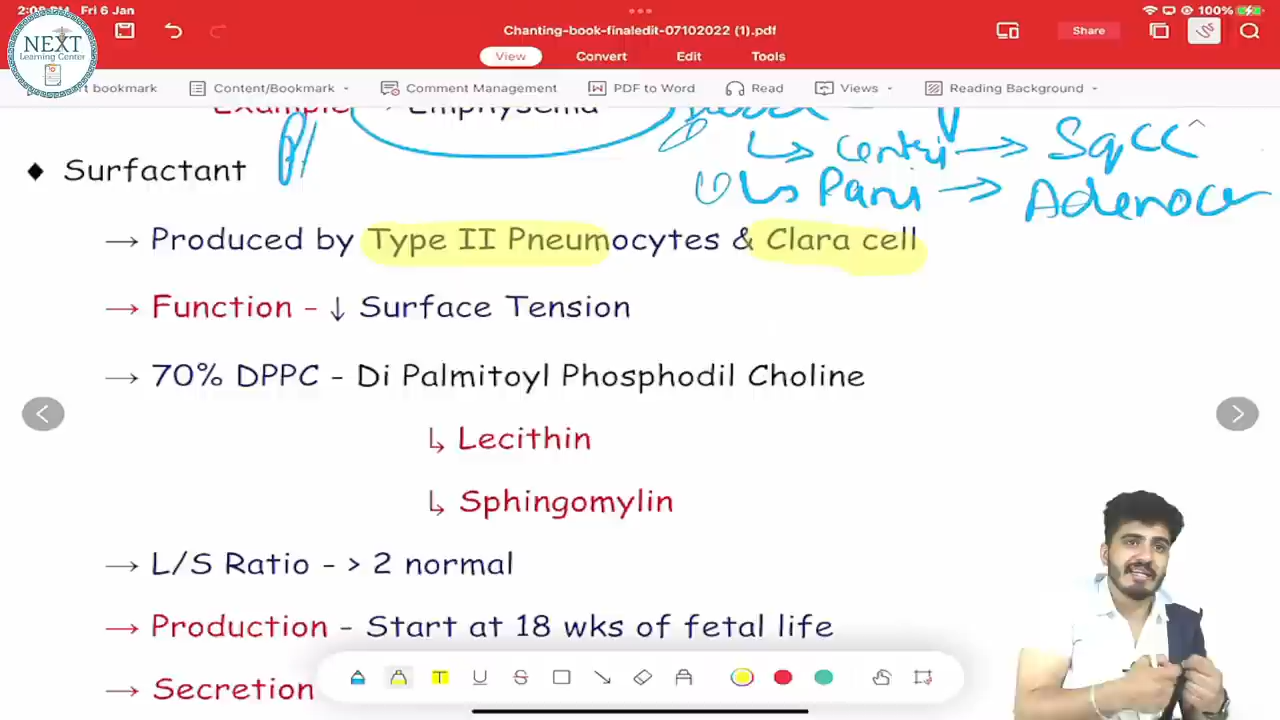 2:08 PM Fri 6 Jan
100%
NEXT
Learning Center
Chanting-book-finaledit-07102022 (1).pdf
Share
View Convert Edit Tools
bookmark Content/Bookmark Comment Management PDF to Word Read Views Reading Background
Example → Emphysema
→ SqCC
◆ Surfactant
→ Adenoca
→ Produced by Type II Pneumocytes & Clara cell
→ Function - ↓ Surface Tension
→ 70% DPPC - Di Palmitoyl Phosphodil Choline
↳ Lecithin
↳ Sphingomylin
→ L/S Ratio - > 2 normal
→ Production - Start at 18 wks of fetal life
→ Secretion